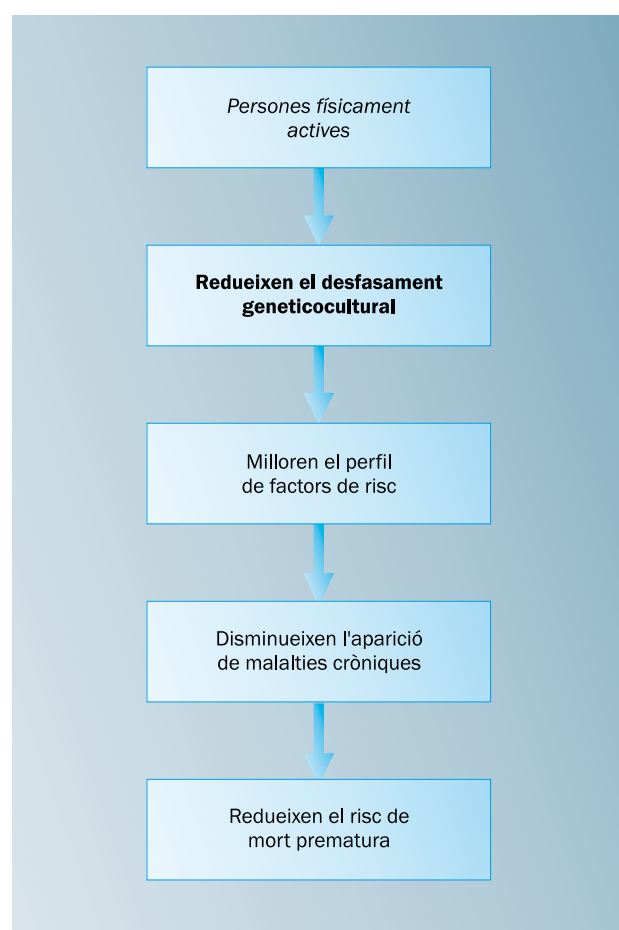 Persones físicament
actives
Redueixen el desfasament
geneticocultural
Milloren el perfil
de factors de risc
Disminueixen l'aparició
de malalties cròniques
Redueixen el risc de
mort prematura